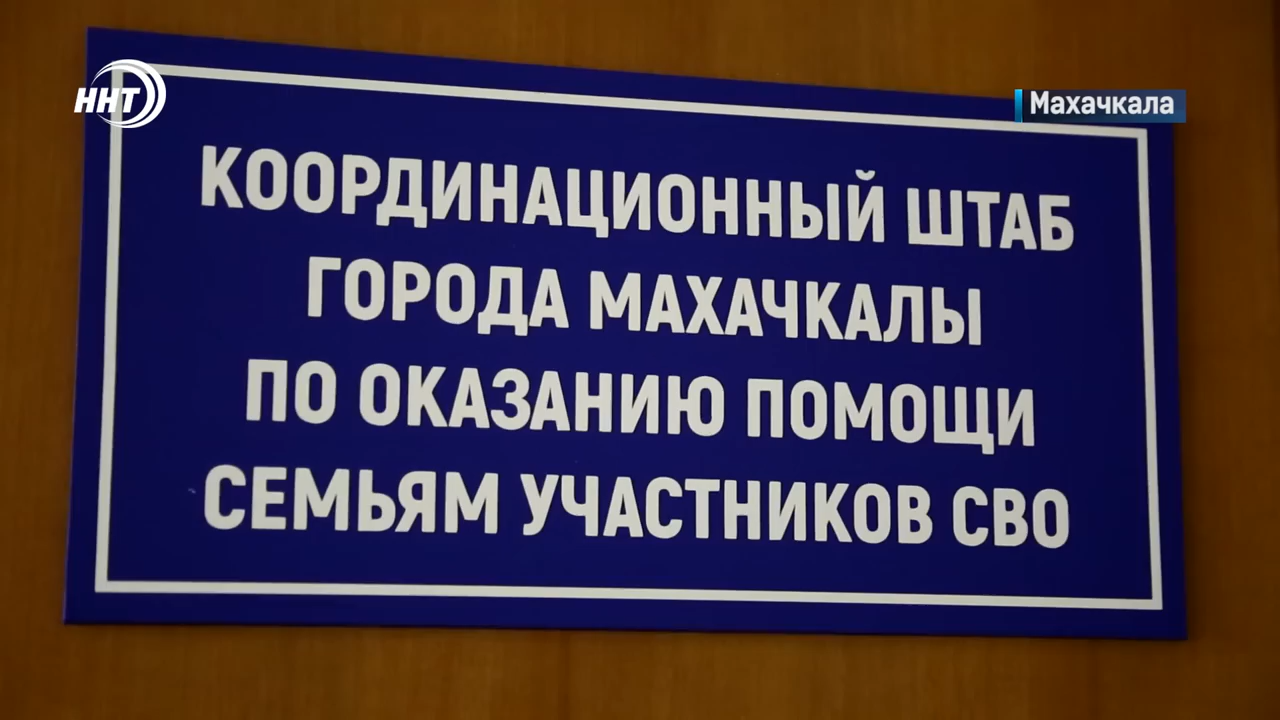 ННТ
Махачкала
КООРДИНАЦИОННЫЙ ШТАБ
ГОРОДА МАХАЧКАЛЫ
ПО ОКАЗАНИЮ ПОМОЩИ
СЕМЬЯМ УЧАСТНИКОВ СВО